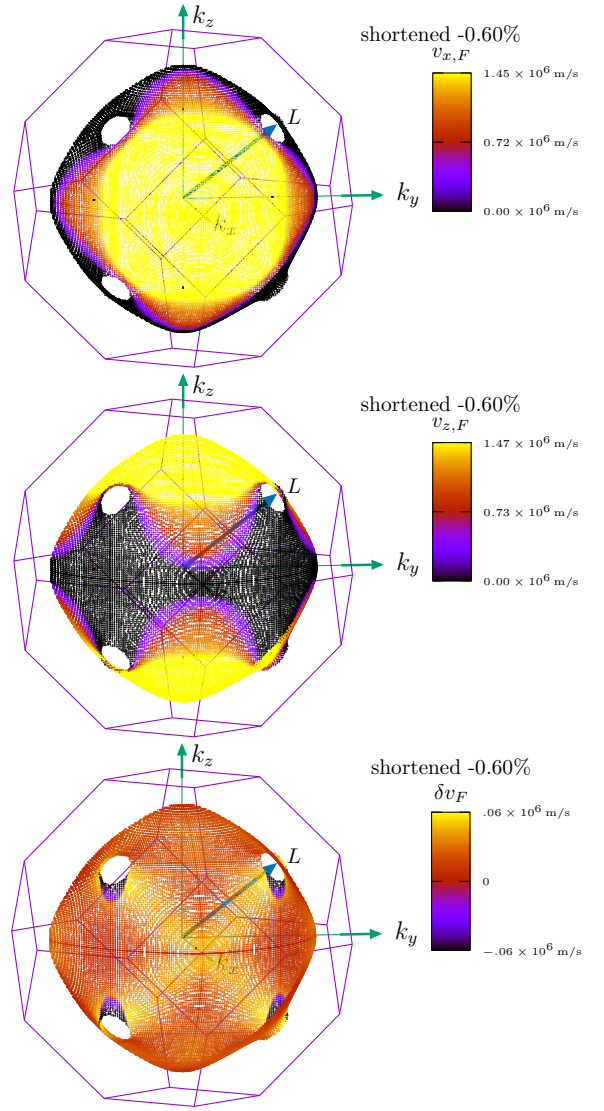 k_z
shortened -0.60%
v_{x,F}
1.45 × 10^6 m/s
L
0.72 × 10^6 m/s
k_y
0.00 × 10^6 m/s
k_x
k_z
shortened -0.60%
v_{z,F}
1.47 × 10^6 m/s
L
0.73 × 10^6 m/s
k_y
0.00 × 10^6 m/s
k_z
shortened -0.60%
δv_F
.06 × 10^6 m/s
L
0
k_y
−.06 × 10^6 m/s
k_x